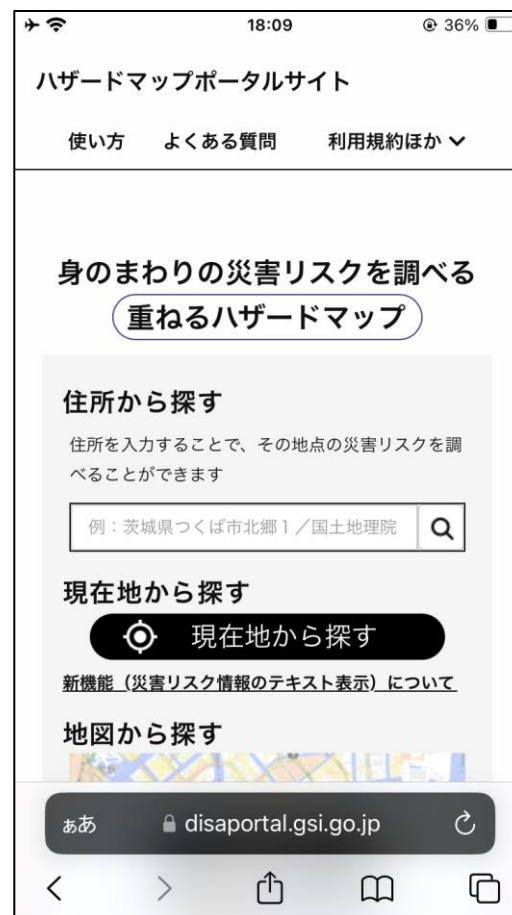 18:09
36%
ハザードマップポータルサイト
使い方 よくある質問 利用規約ほか
身のまわりの災害リスクを調べる
重ねるハザードマップ
住所から探す
住所を入力することで、その地点の災害リスクを調
べることができます
例：茨城県つくば市北郷１／国土地理院
現在地から探す
現在地から探す
新機能（災害リスク情報のテキスト表示）について
地図から探す
ぁあ disaportal.gsi.go.jp